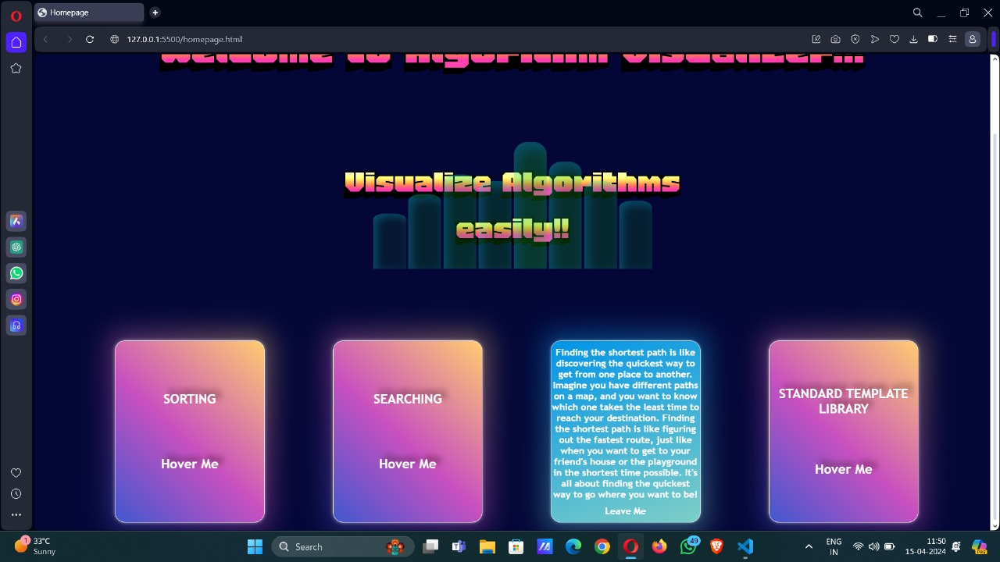 Homepage
127.0.0.1:5500/homepage.html
Welcome to Algorithm Visualizer!!!
Visualize Algorithms
easily!!
SORTING
Hover Me
SEARCHING
Hover Me
Finding the shortest path is like
discovering the quickest way to
get from one place to another.
Imagine you have different paths
on a map, and you want to know
which one takes the least time to
reach your destination. Finding
the shortest path is like figuring
out the fastest route, just like
when you want to get to your
friend's house or the playground
in the shortest time possible. It's
all about finding the quickest
way to go where you want to be!
Leave Me
STANDARD TEMPLATE
LIBRARY
Hover Me
1
33°C
Sunny
Search
49
ENG
IN
11:50
15-04-2024
PRE